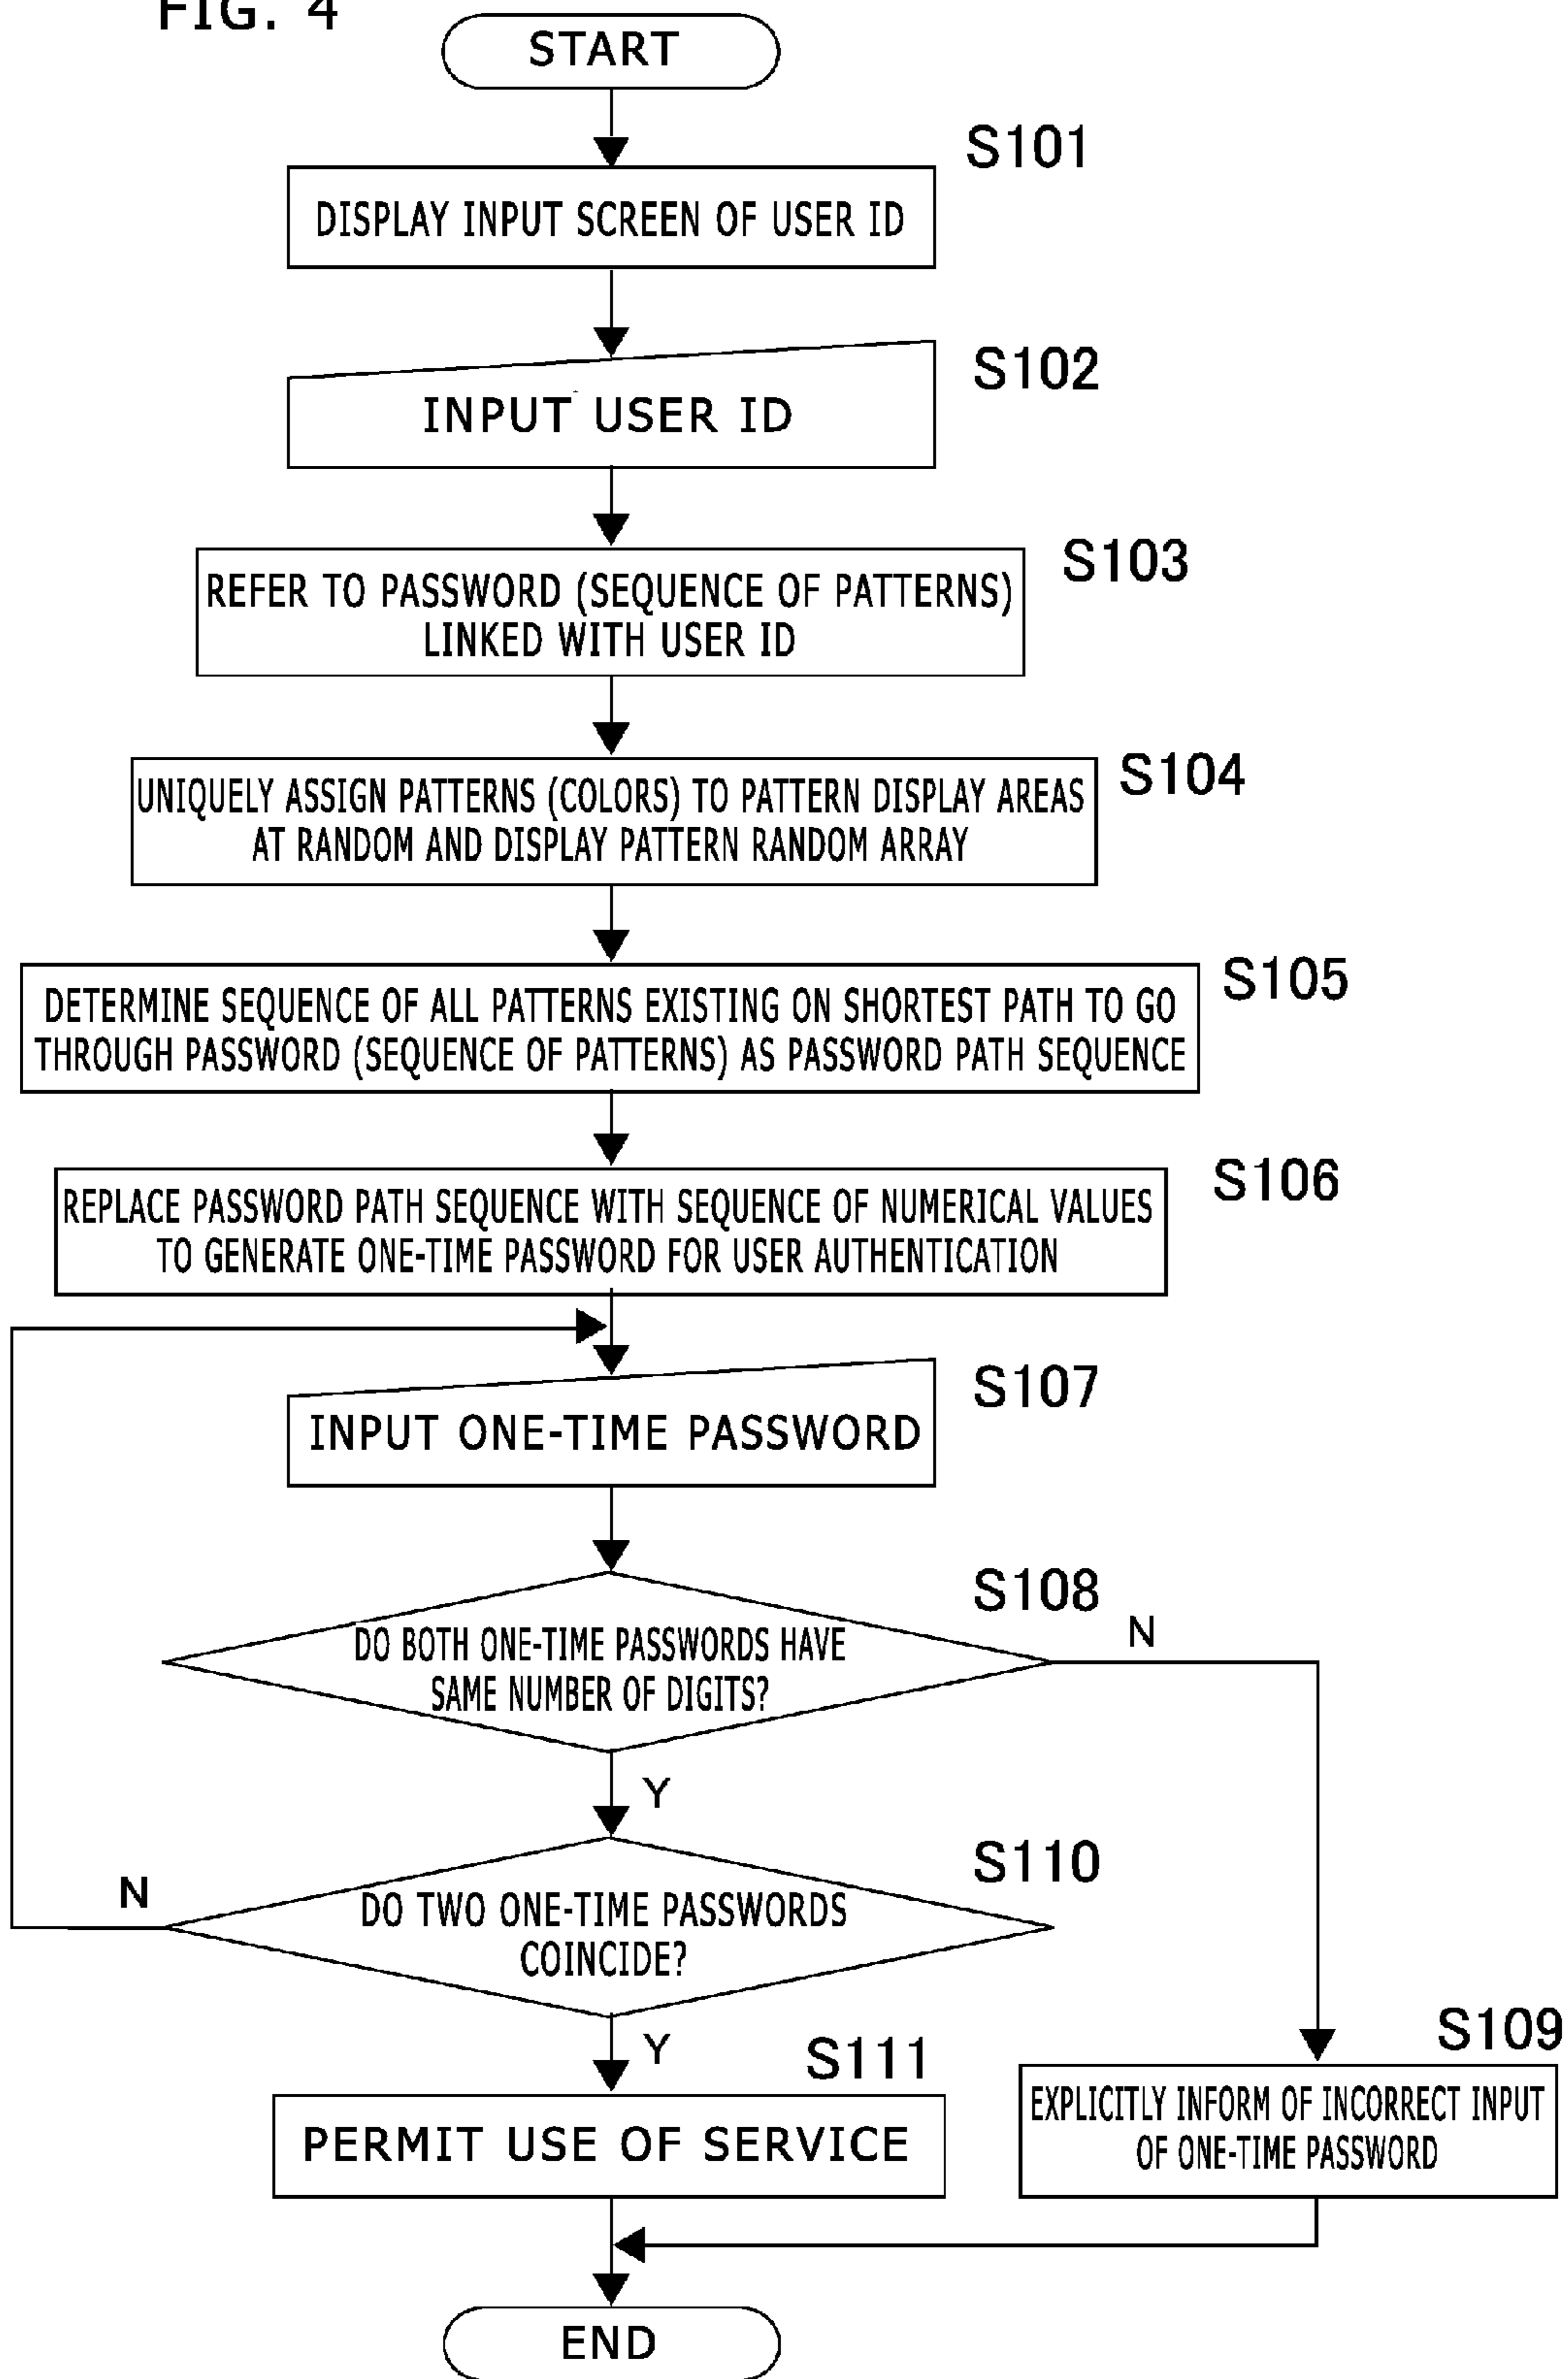 FIG. 4
START
S101
DISPLAY INPUT SCREEN OF USER ID
S102
INPUT USER ID
S103
REFER TO PASSWORD (SEQUENCE OF PATTERNS)
LINKED WITH USER ID
S104
UNIQUELY ASSIGN PATTERNS (COLORS) TO PATTERN DISPLAY AREAS
AT RANDOM AND DISPLAY PATTERN RANDOM ARRAY
S105
DETERMINE SEQUENCE OF ALL PATTERNS EXISTING ON SHORTEST PATH TO GO
THROUGH PASSWORD (SEQUENCE OF PATTERNS) AS PASSWORD PATH SEQUENCE
S106
REPLACE PASSWORD PATH SEQUENCE WITH SEQUENCE OF NUMERICAL VALUES
TO GENERATE ONE-TIME PASSWORD FOR USER AUTHENTICATION
S107
INPUT ONE-TIME PASSWORD
S108
DO BOTH ONE-TIME PASSWORDS HAVE
SAME NUMBER OF DIGITS?
N
Y
S110
DO TWO ONE-TIME PASSWORDS
COINCIDE?
N
Y
S111
PERMIT USE OF SERVICE
S109
EXPLICITLY INFORM OF INCORRECT INPUT
OF ONE-TIME PASSWORD
END